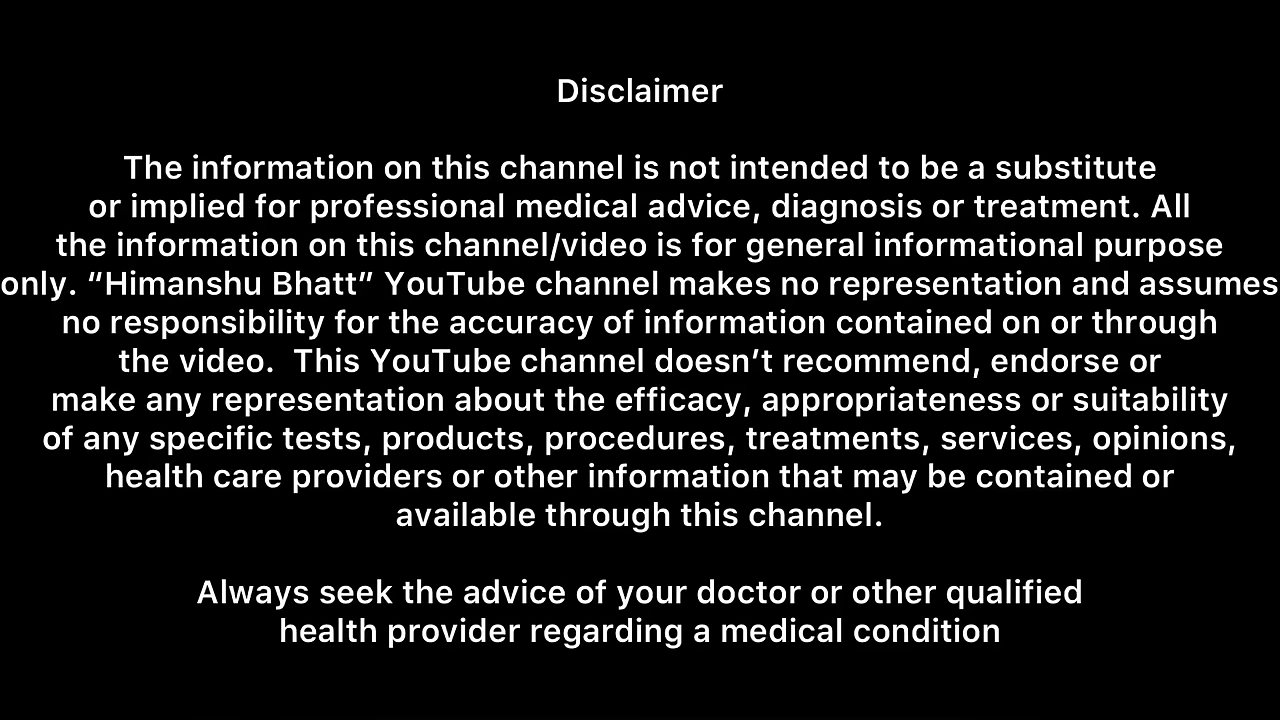 Disclaimer
The information on this channel is not intended to be a substitute
or implied for professional medical advice, diagnosis or treatment. All
the information on this channel/video is for general informational purpose
only. “Himanshu Bhatt” YouTube channel makes no representation and assumes
no responsibility for the accuracy of information contained on or through
the video.  This YouTube channel doesn’t recommend, endorse or
make any representation about the efficacy, appropriateness or suitability
of any specific tests, products, procedures, treatments, services, opinions,
health care providers or other information that may be contained or
available through this channel.
Always seek the advice of your doctor or other qualified
health provider regarding a medical condition